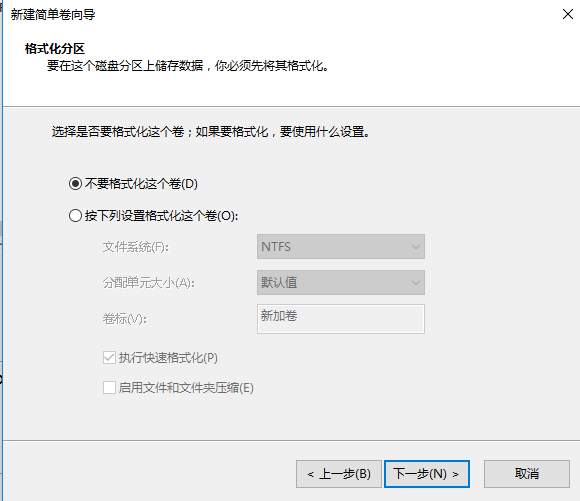 新建简单卷向导
格式化分区
要在这个磁盘分区上储存数据，你必须先将其格式化。
选择是否要格式化这个卷；如果要格式化，要使用什么设置。
不要格式化这个卷(D)
按下列设置格式化这个卷(O):
文件系统(F): NTFS
分配单元大小(A): 默认值
卷标(V): 新加卷
执行快速格式化(P)
启用文件和文件夹压缩(E)
< 上一步(B) 下一步(N) > 取消